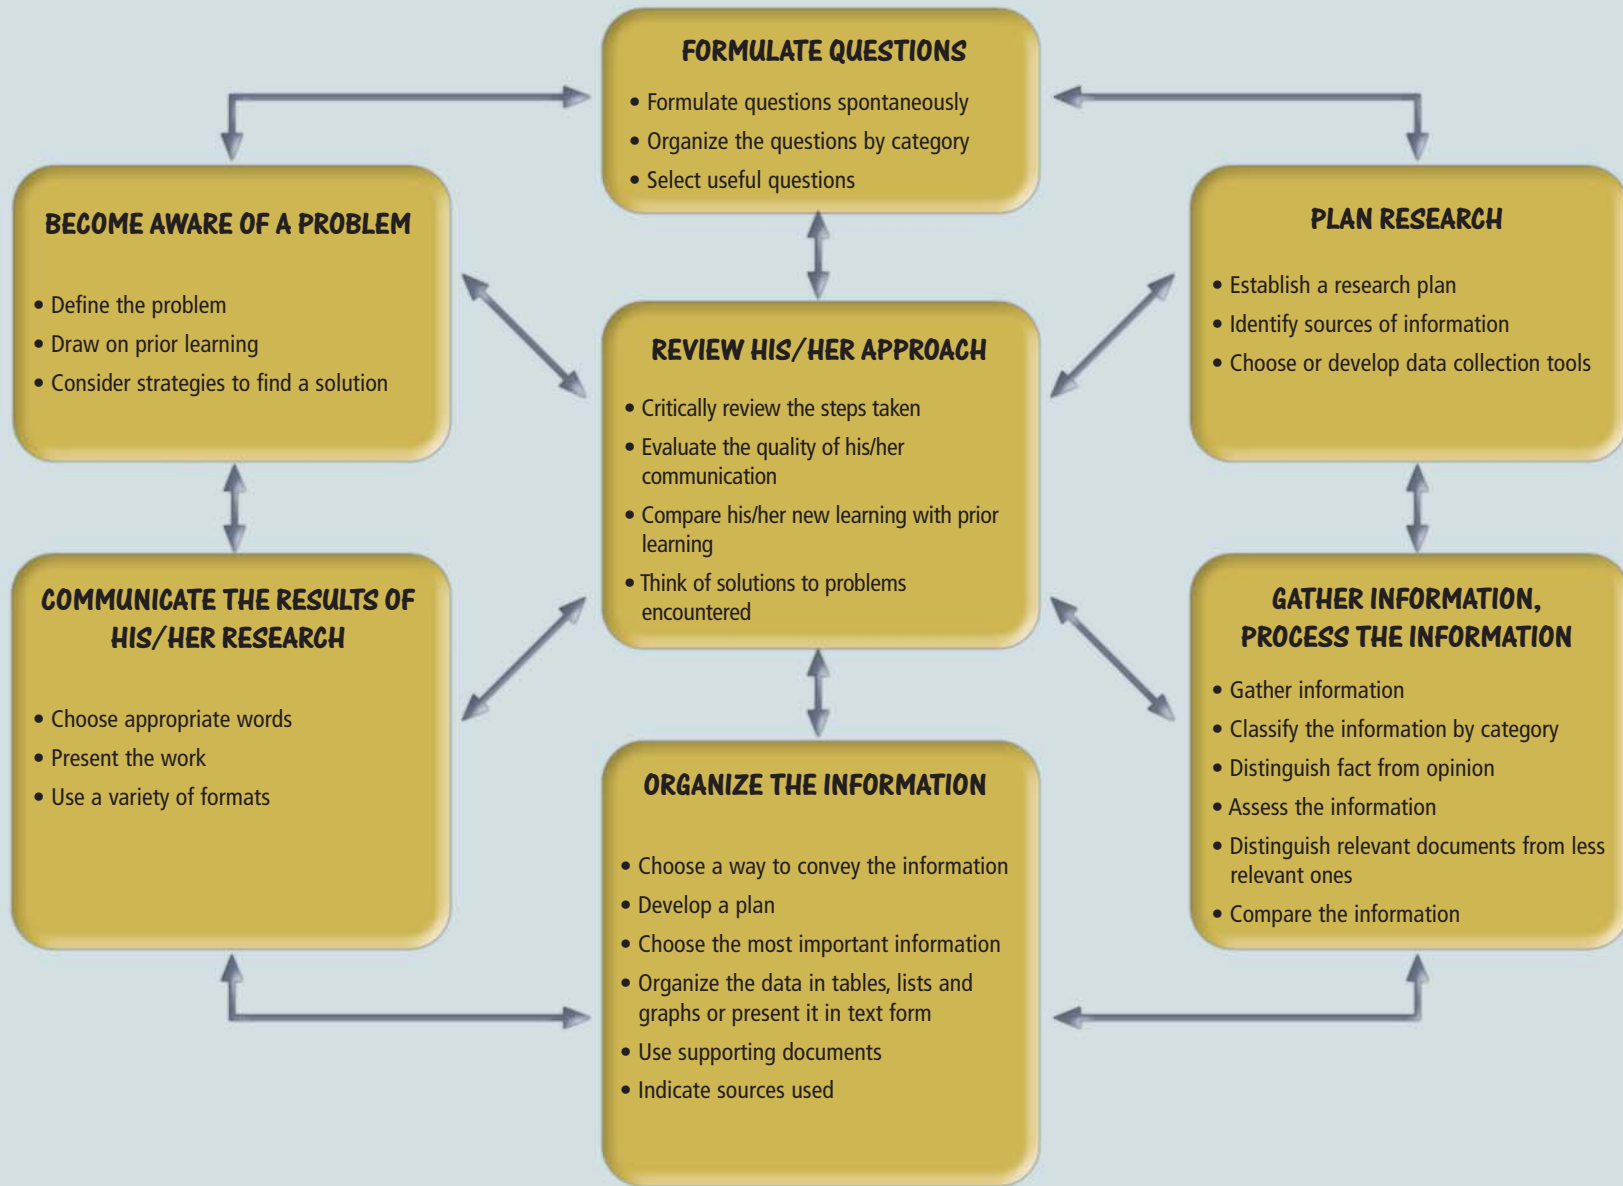 FORMULATE QUESTIONS
• Formulate questions spontaneously
• Organize the questions by category
• Select useful questions
BECOME AWARE OF A PROBLEM
• Define the problem
• Draw on prior learning
• Consider strategies to find a solution
PLAN RESEARCH
• Establish a research plan
• Identify sources of information
• Choose or develop data collection tools
REVIEW HIS/HER APPROACH
• Critically review the steps taken
• Evaluate the quality of his/her
communication
• Compare his/her new learning with prior
learning
• Think of solutions to problems
encountered
COMMUNICATE THE RESULTS OF
HIS/HER RESEARCH
• Choose appropriate words
• Present the work
• Use a variety of formats
GATHER INFORMATION,
PROCESS THE INFORMATION
• Gather information
• Classify the information by category
• Distinguish fact from opinion
• Assess the information
• Distinguish relevant documents from less
relevant ones
• Compare the information
ORGANIZE THE INFORMATION
• Choose a way to convey the information
• Develop a plan
• Choose the most important information
• Organize the data in tables, lists and
graphs or present it in text form
• Use supporting documents
• Indicate sources used